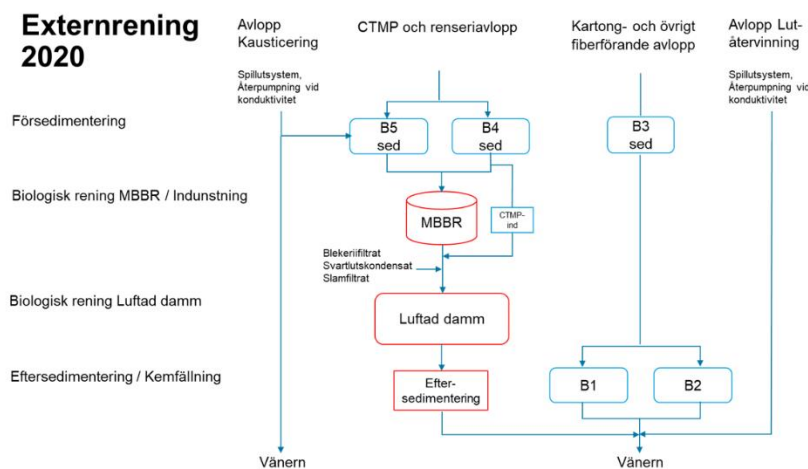 Externrening
2020
Avlopp
Kausticering
CTMP och renseriavlopp
Kartong- och övrigt
fiberförande avlopp
Avlopp Lut-
återvinning
Spillutsystem,
Återpumpning vid
konduktivitet
Spillutsystem,
Återpumpning vid
konduktivitet
Försedimentering
B5
sed
B4
sed
B3
sed
Biologisk rening MBBR / Indunstning
MBBR
CTMP-
ind
Blekeriifiltrat
Svartlutskondensat
Slamfiltrat
Biologisk rening Luftad damm
Luftad damm
Eftersedimentering / Kemfällning
Efter-
sedimentering
B1
B2
Vänern
Vänern